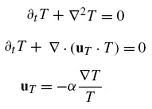 ∂ₜT + ∇²T = 0
∂ₜT + ∇ · (𝐮_T · T) = 0
𝐮_T = −α ∇T / T